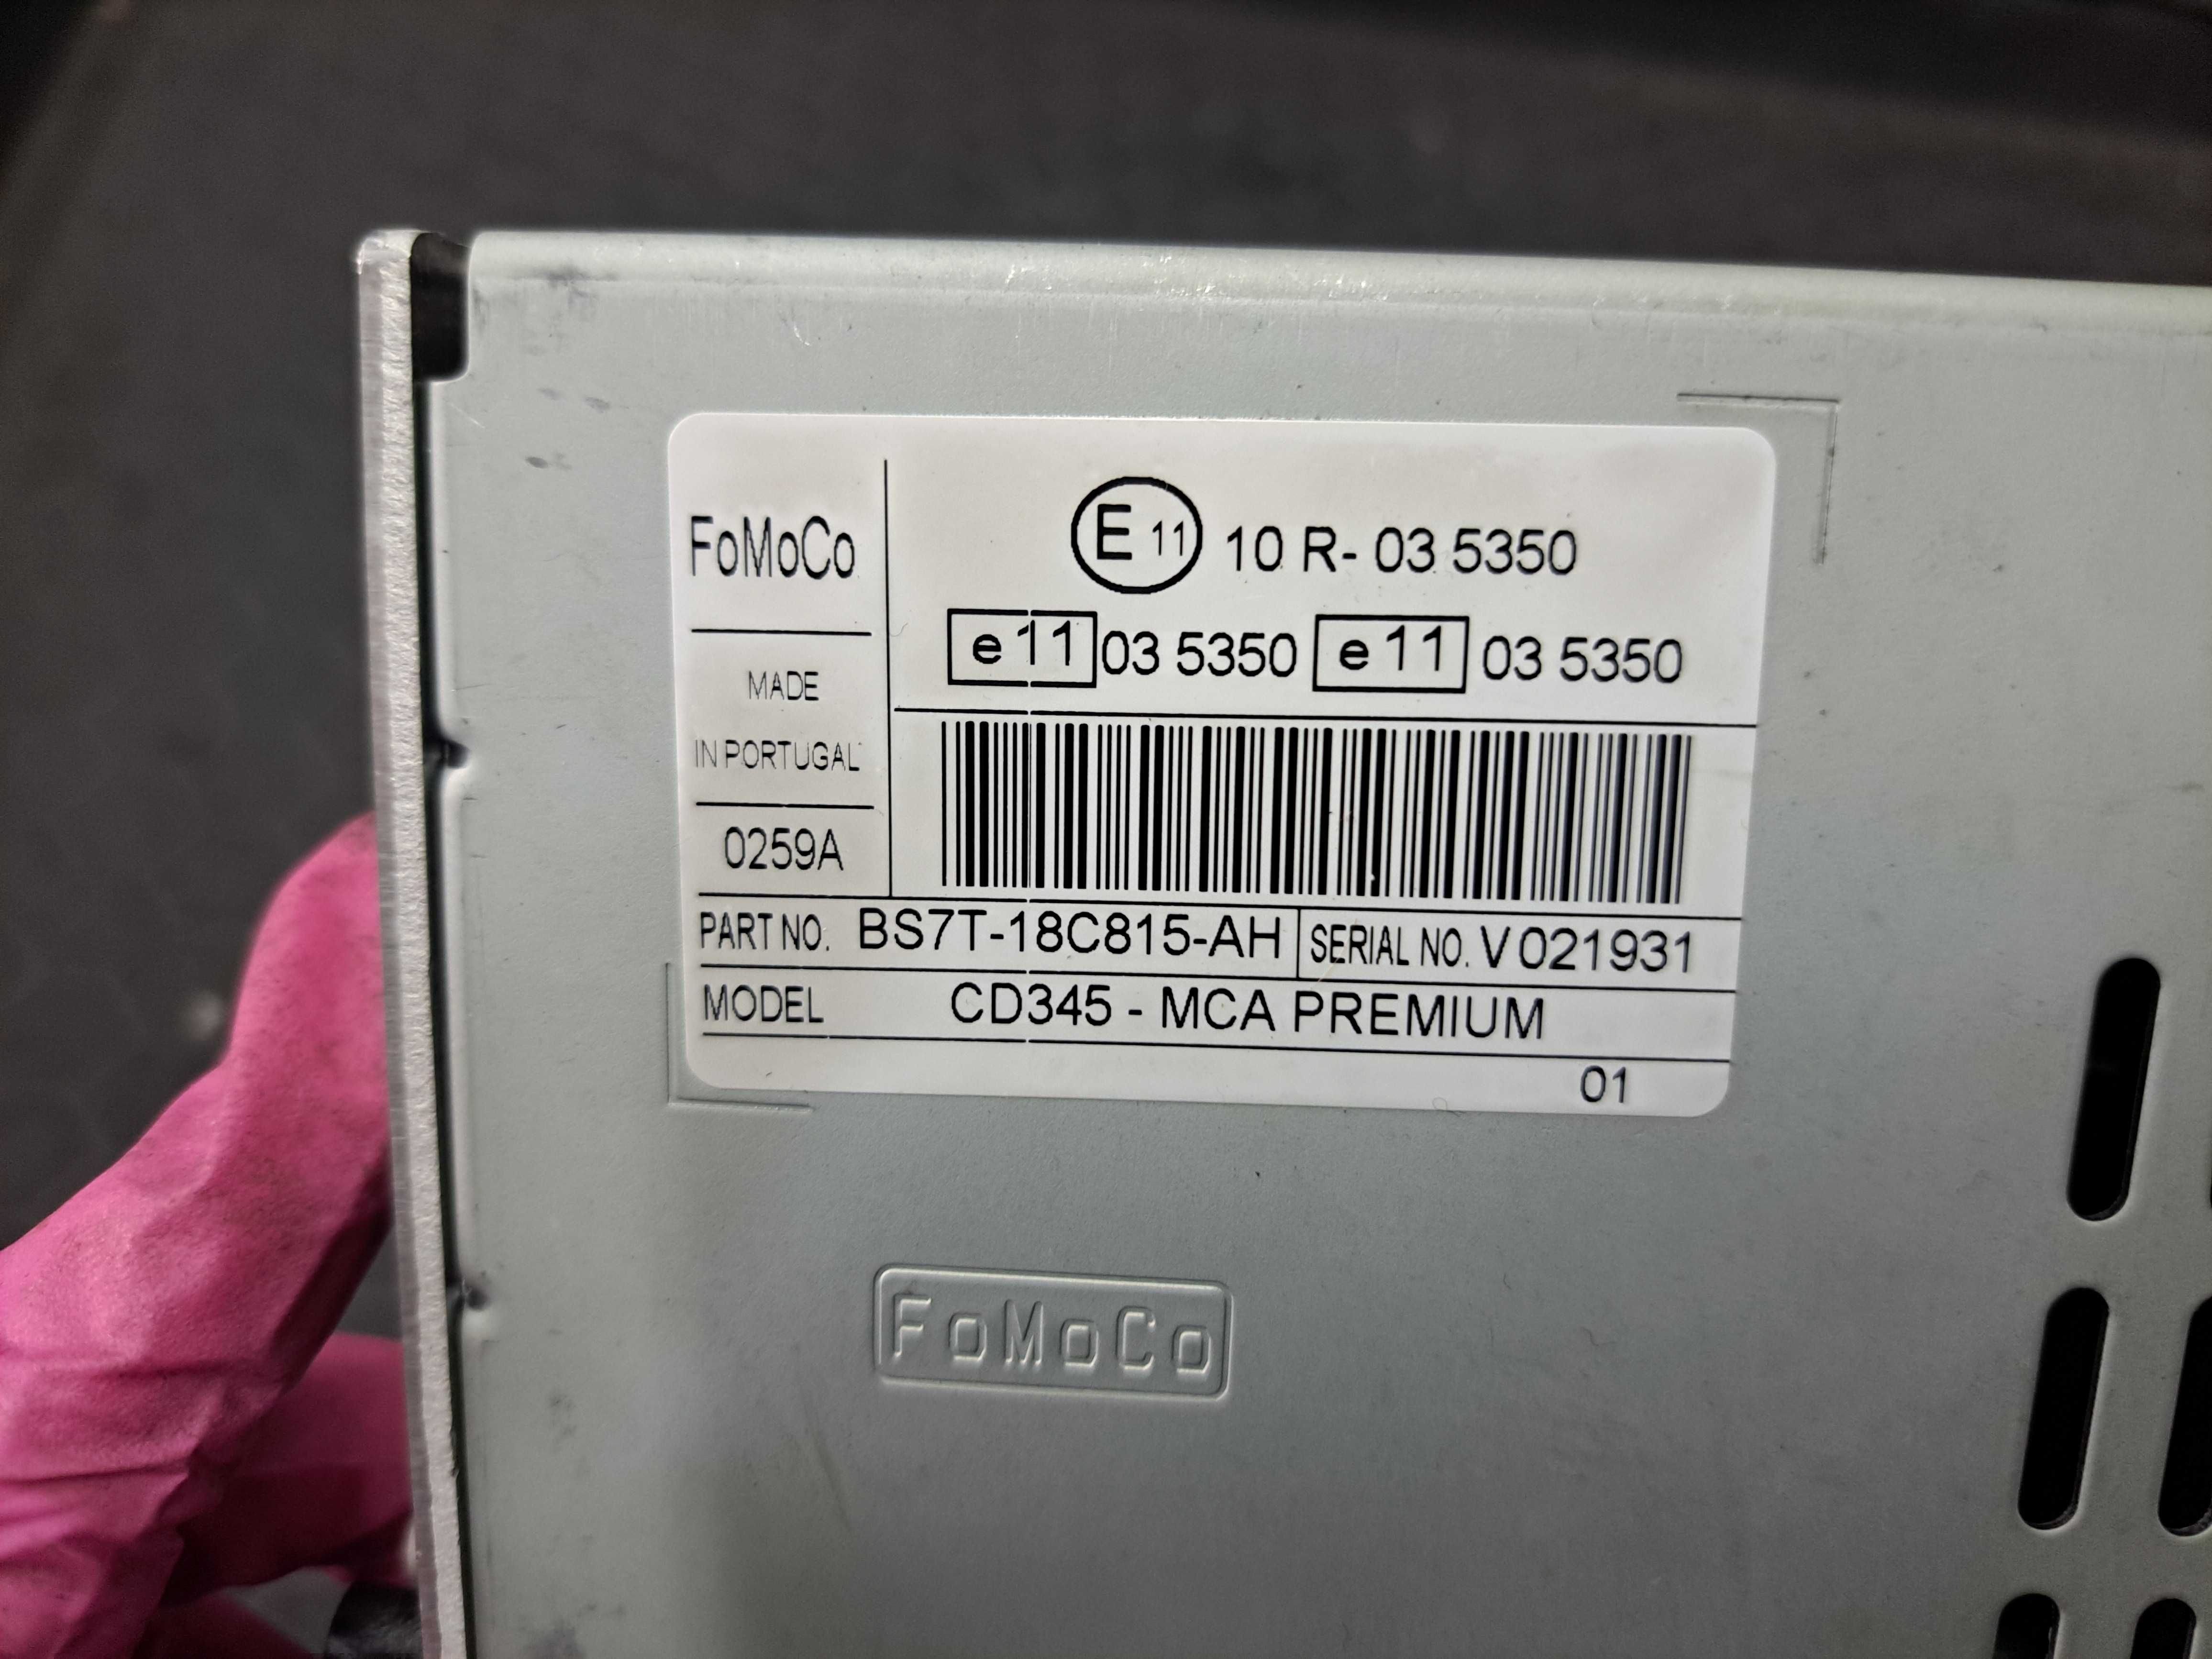 FoMoCo
MADE
IN PORTUGAL
0259A
E 11 10 R- 03 5350
e 11 03 5350 e 11 03 5350
PART NO. BS7T-18C815-AH SERIAL NO. V021931
MODEL CD345 - MCA PREMIUM
01
FoMoCo